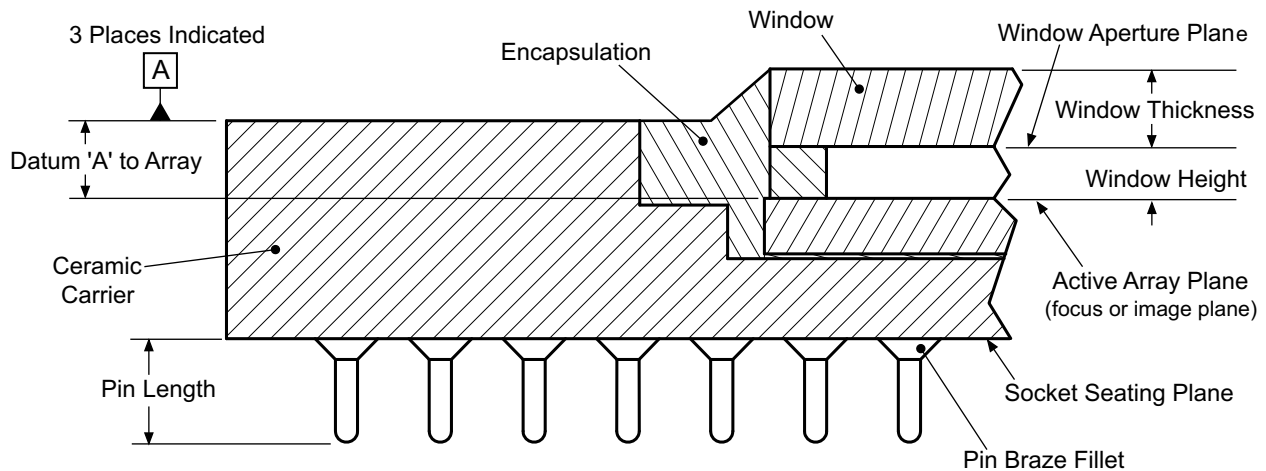 3 Places Indicated
A
Datum 'A' to Array
Ceramic
Carrier
Pin Length
Encapsulation
Window
Window Aperture Plane
Window Thickness
Window Height
Active Array Plane
(focus or image plane)
Socket Seating Plane
Pin Braze Fillet